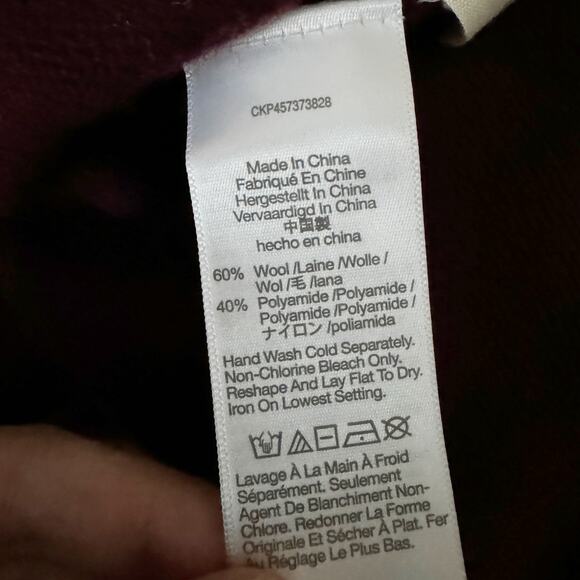 CKP457373828
Made In China
Fabriqué En Chine
Hergestellt In China
Vervaardigd In China
中国製
hecho en china
60% Wool /Laine /Wolle /
Wol /毛 /lana
40% Polyamide /Polyamide /
Polyamide /Polyamide /
ナイロン /poliamida
Hand Wash Cold Separately.
Non-Chlorine Bleach Only.
Reshape And Lay Flat To Dry.
Iron On Lowest Setting.
Lavage À La Main À Froid
Séparément. Seulement
Agent De Blanchiment Non-
Chlore. Redonner La Forme
Originale Et Sécher À Plat. Fer
Au Réglage Le Plus Bas.